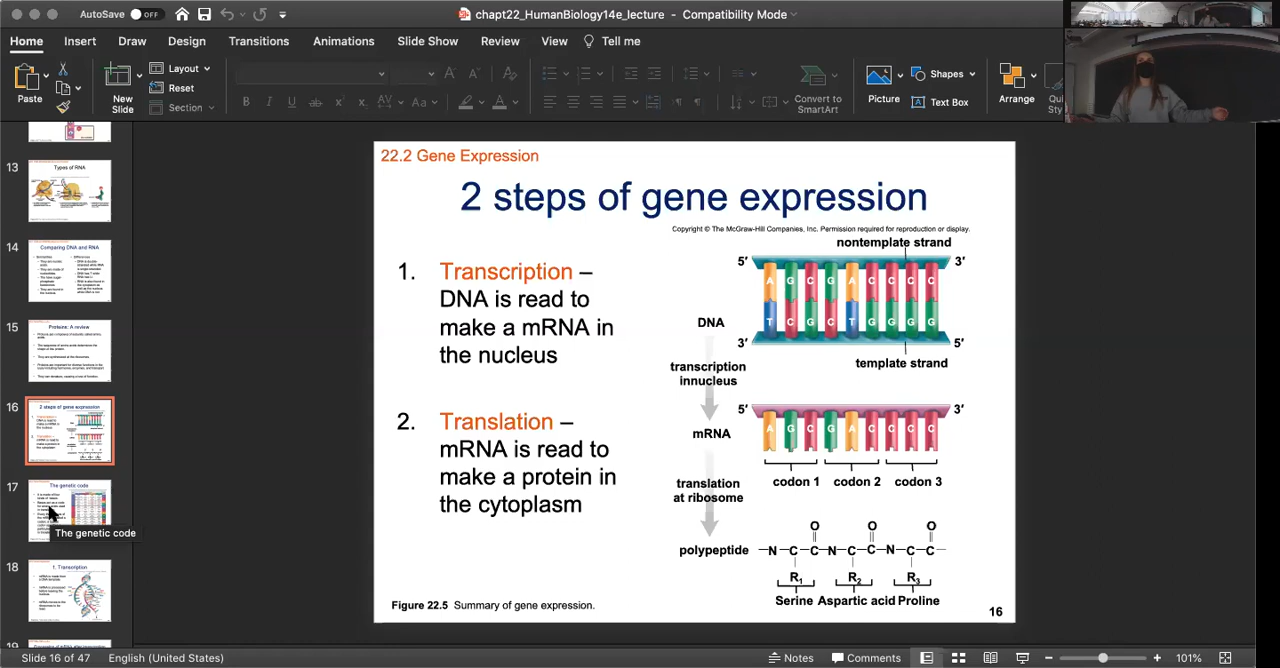 AutoSave OFF
chapt22_HumanBiology14e_lecture - Compatibility Mode
Home Insert Draw Design Transitions Animations Slide Show Review View Tell me
Paste
New
Slide
Layout
Reset
Section
Convert to
SmartArt
Picture
Shapes
Text Box
Arrange
13
Types of RNA
14
Comparing DNA and RNA
15
Proteins: A review
16
2 steps of gene expression
17
The genetic code
The genetic code
18
1. Transcription
19
22.2 Gene Expression
2 steps of gene expression
1. Transcription –
DNA is read to
make a mRNA in
the nucleus
2. Translation –
mRNA is read to
make a protein in
the cytoplasm
Copyright © The McGraw-Hill Companies, Inc. Permission required for reproduction or display.
nontemplate strand
5′ 3′
A G C G A C C C C
DNA
T C G C T G G G G
3′ 5′
template strand
transcription
innucleus
5′ 3′
mRNA
A G C G A C C C C
codon 1 codon 2 codon 3
translation
at ribosome
O O O
polypeptide N C C N C C N C C
R1 R2 R3
Serine Aspartic acid Proline
Figure 22.5 Summary of gene expression.
16
Slide 16 of 47 English (United States)
Notes Comments
101%